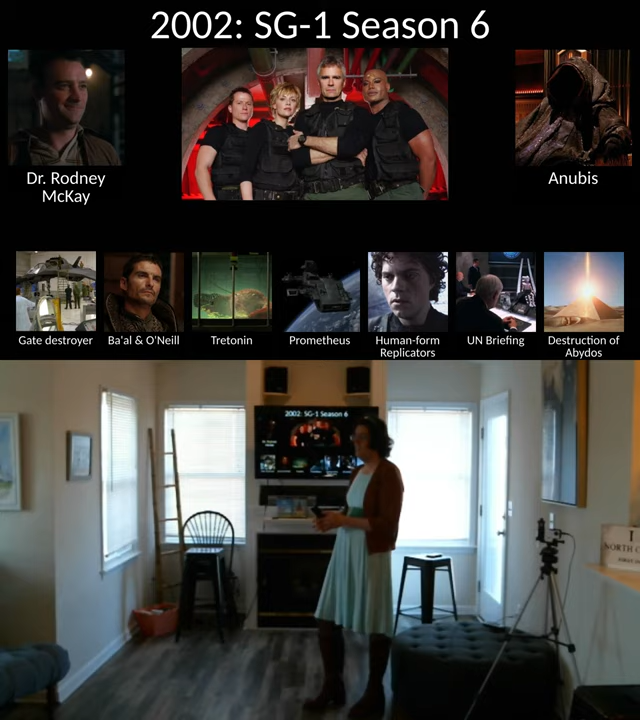 2002: SG-1 Season 6
Dr. Rodney
McKay
Anubis
Gate destroyer
Ba'al & O'Neill
Tretonin
Prometheus
Human-form
Replicators
UN Briefing
Destruction of
Abydos
2002: SG-1 Season 6
NORTH